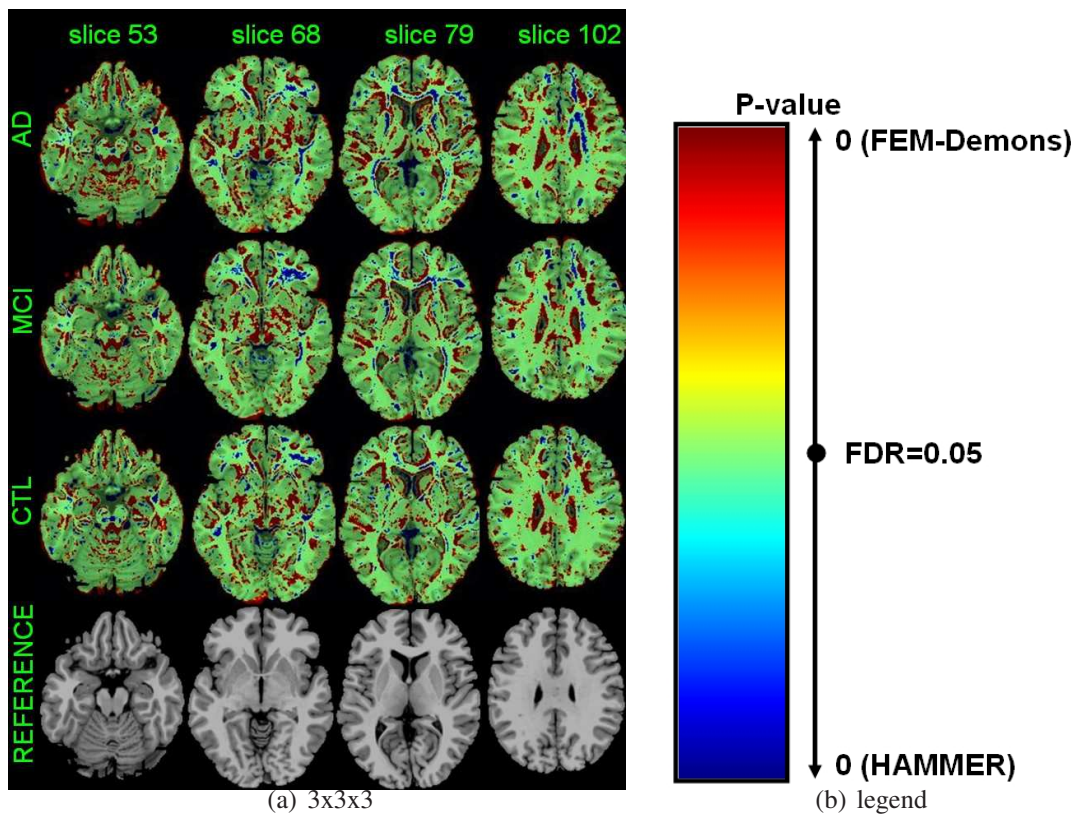 slice 53 slice 68 slice 79 slice 102
AD
MCI
CTL
REFERENCE
(a) 3x3x3
P-value
0 (FEM-Demons)
FDR=0.05
0 (HAMMER)
(b) legend